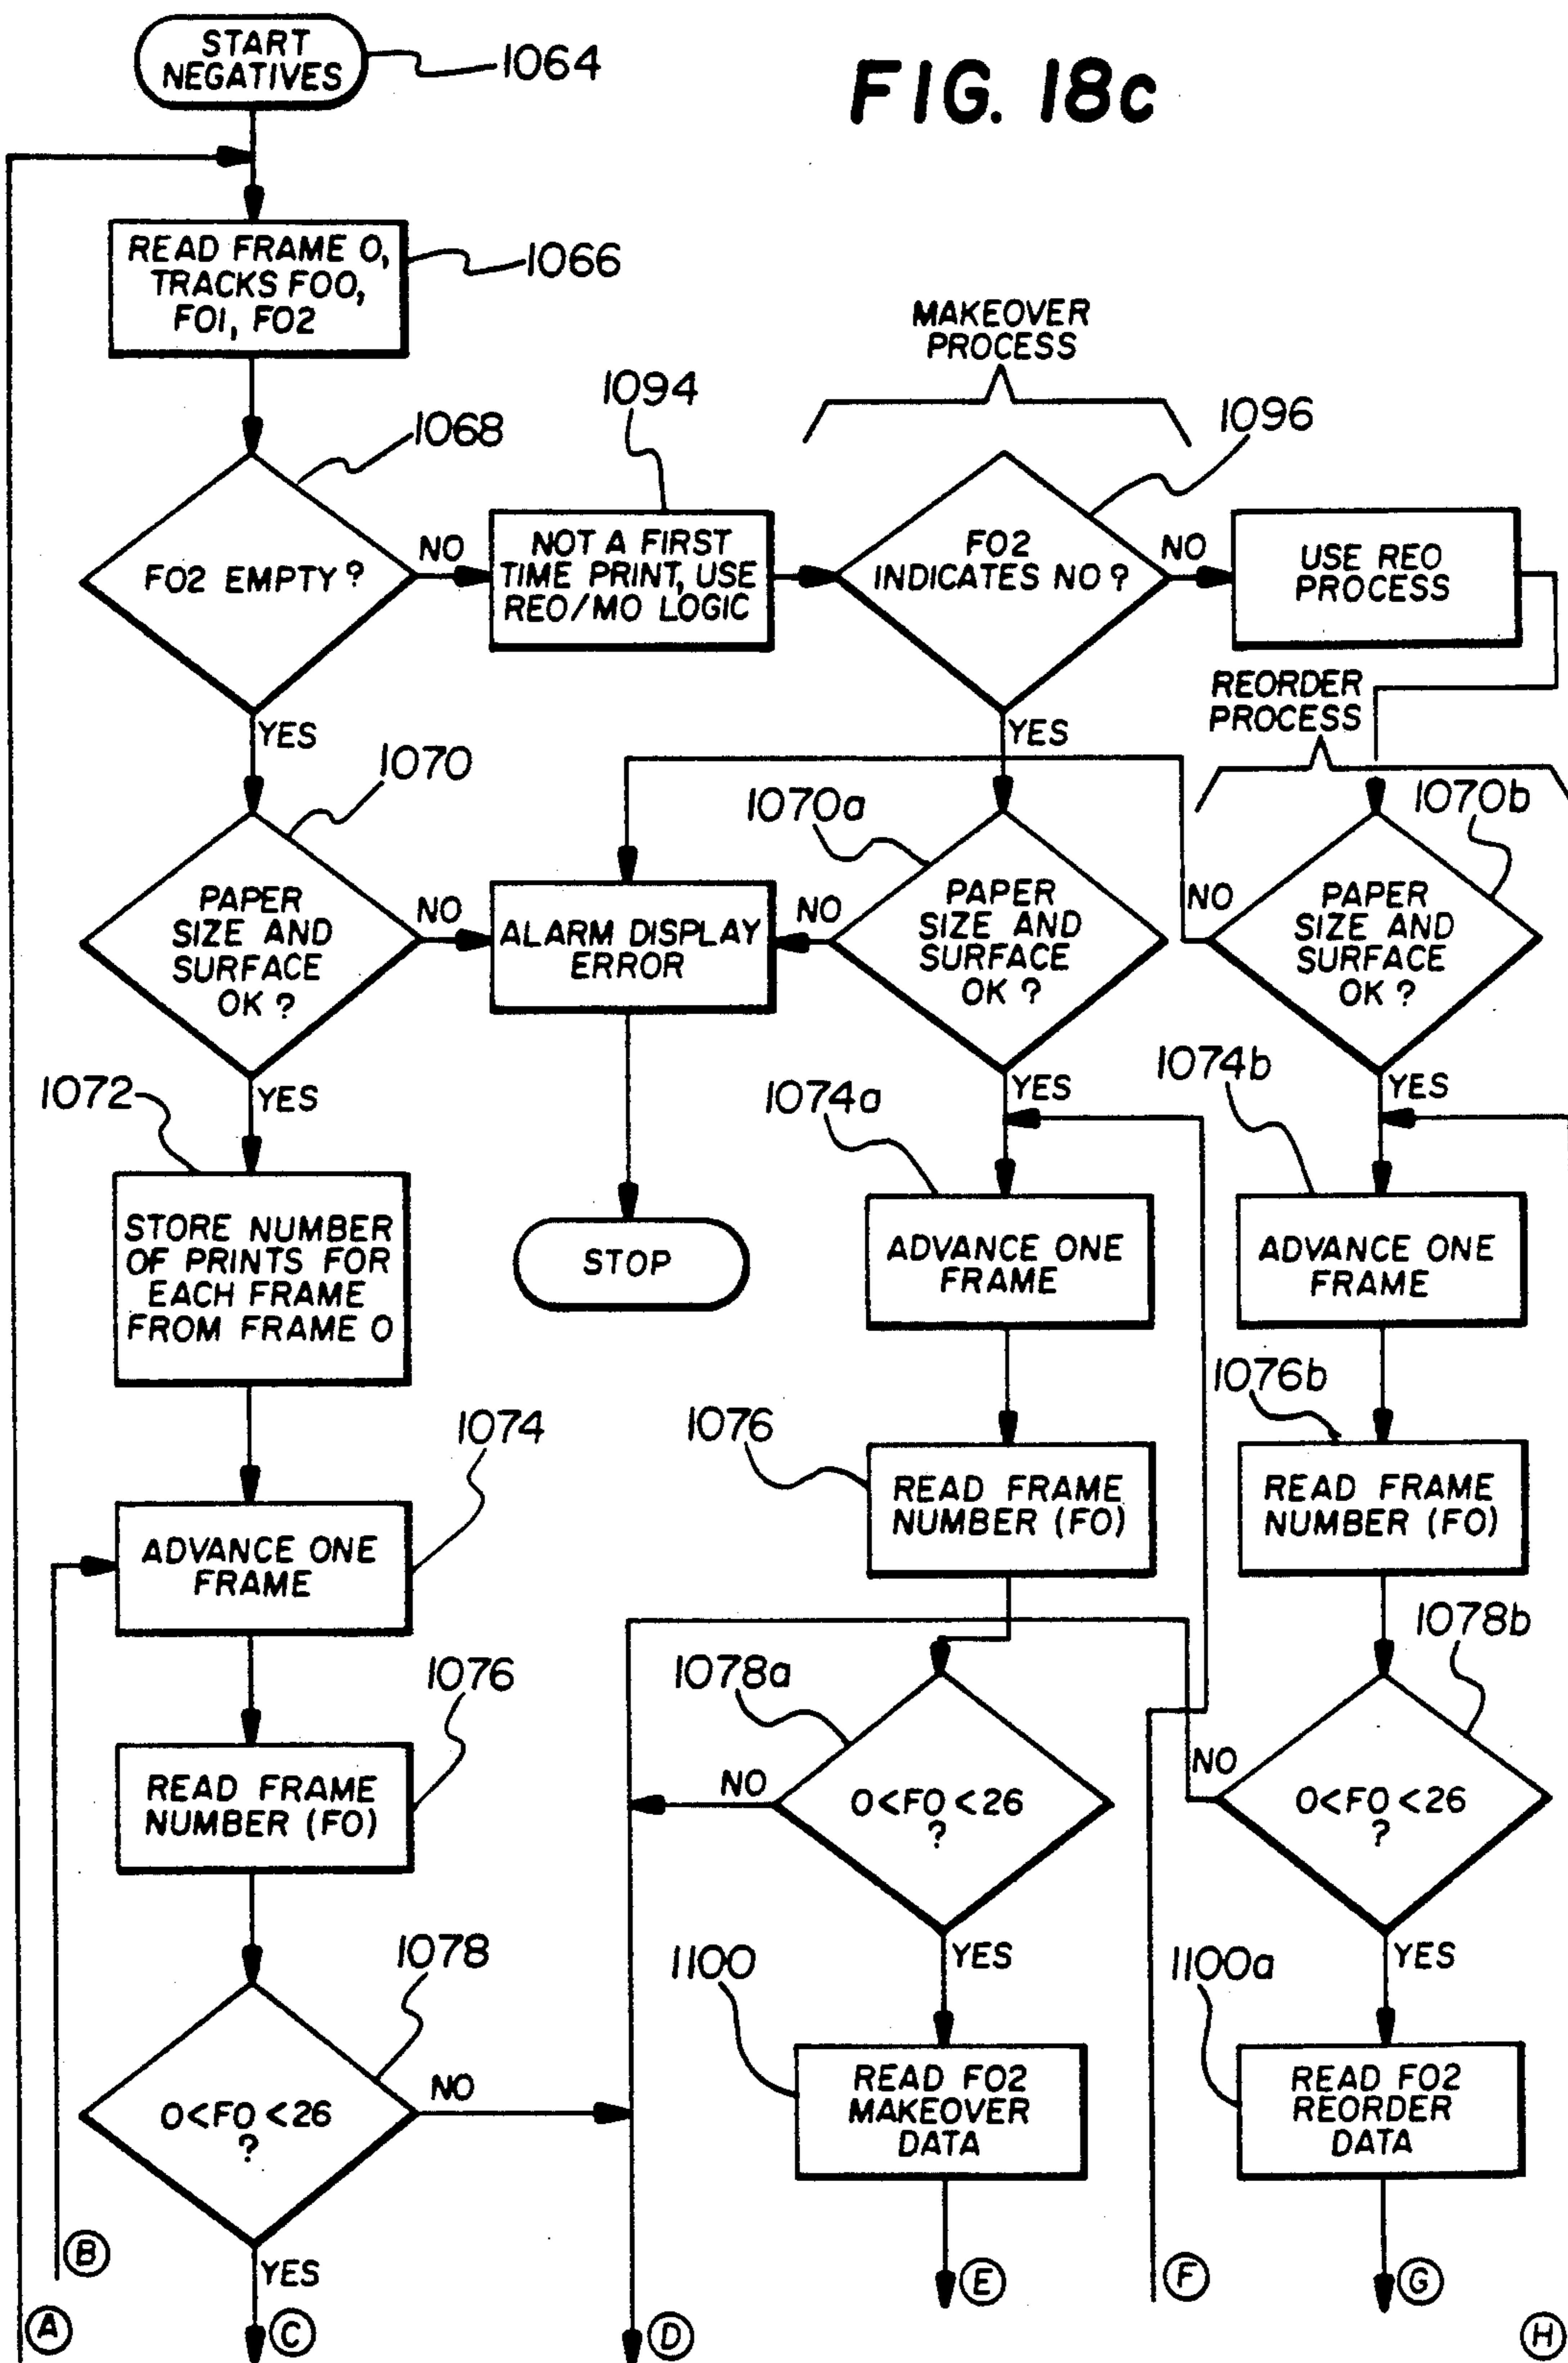 FIG. 18c
START
NEGATIVES
1064
READ FRAME 0,
TRACKS F00,
F01, F02
1066
MAKEOVER
PROCESS
1068
1094
1096
F02 EMPTY?
NO
NOT A FIRST
TIME PRINT, USE
REO/MO LOGIC
F02
INDICATES NO?
NO
USE REO
PROCESS
YES
YES
REORDER
PROCESS
1070
1070a
1070b
PAPER
SIZE AND
SURFACE
OK?
NO
ALARM DISPLAY
ERROR
NO
PAPER
SIZE AND
SURFACE
OK?
NO
PAPER
SIZE AND
SURFACE
OK?
YES
YES
YES
1072
1074a
1074b
STORE NUMBER
OF PRINTS FOR
EACH FRAME
FROM FRAME 0
STOP
ADVANCE ONE
FRAME
ADVANCE ONE
FRAME
1074
1076
1076b
ADVANCE ONE
FRAME
READ FRAME
NUMBER (FO)
READ FRAME
NUMBER (FO)
1076
1078a
1078b
READ FRAME
NUMBER (FO)
NO
0<FO<26
?
NO
0<FO<26
?
1078
YES
YES
1100
1100a
0<FO<26
?
NO
READ F02
MAKEOVER
DATA
READ F02
REORDER
DATA
YES
B
E
F
G
A
C
D
H